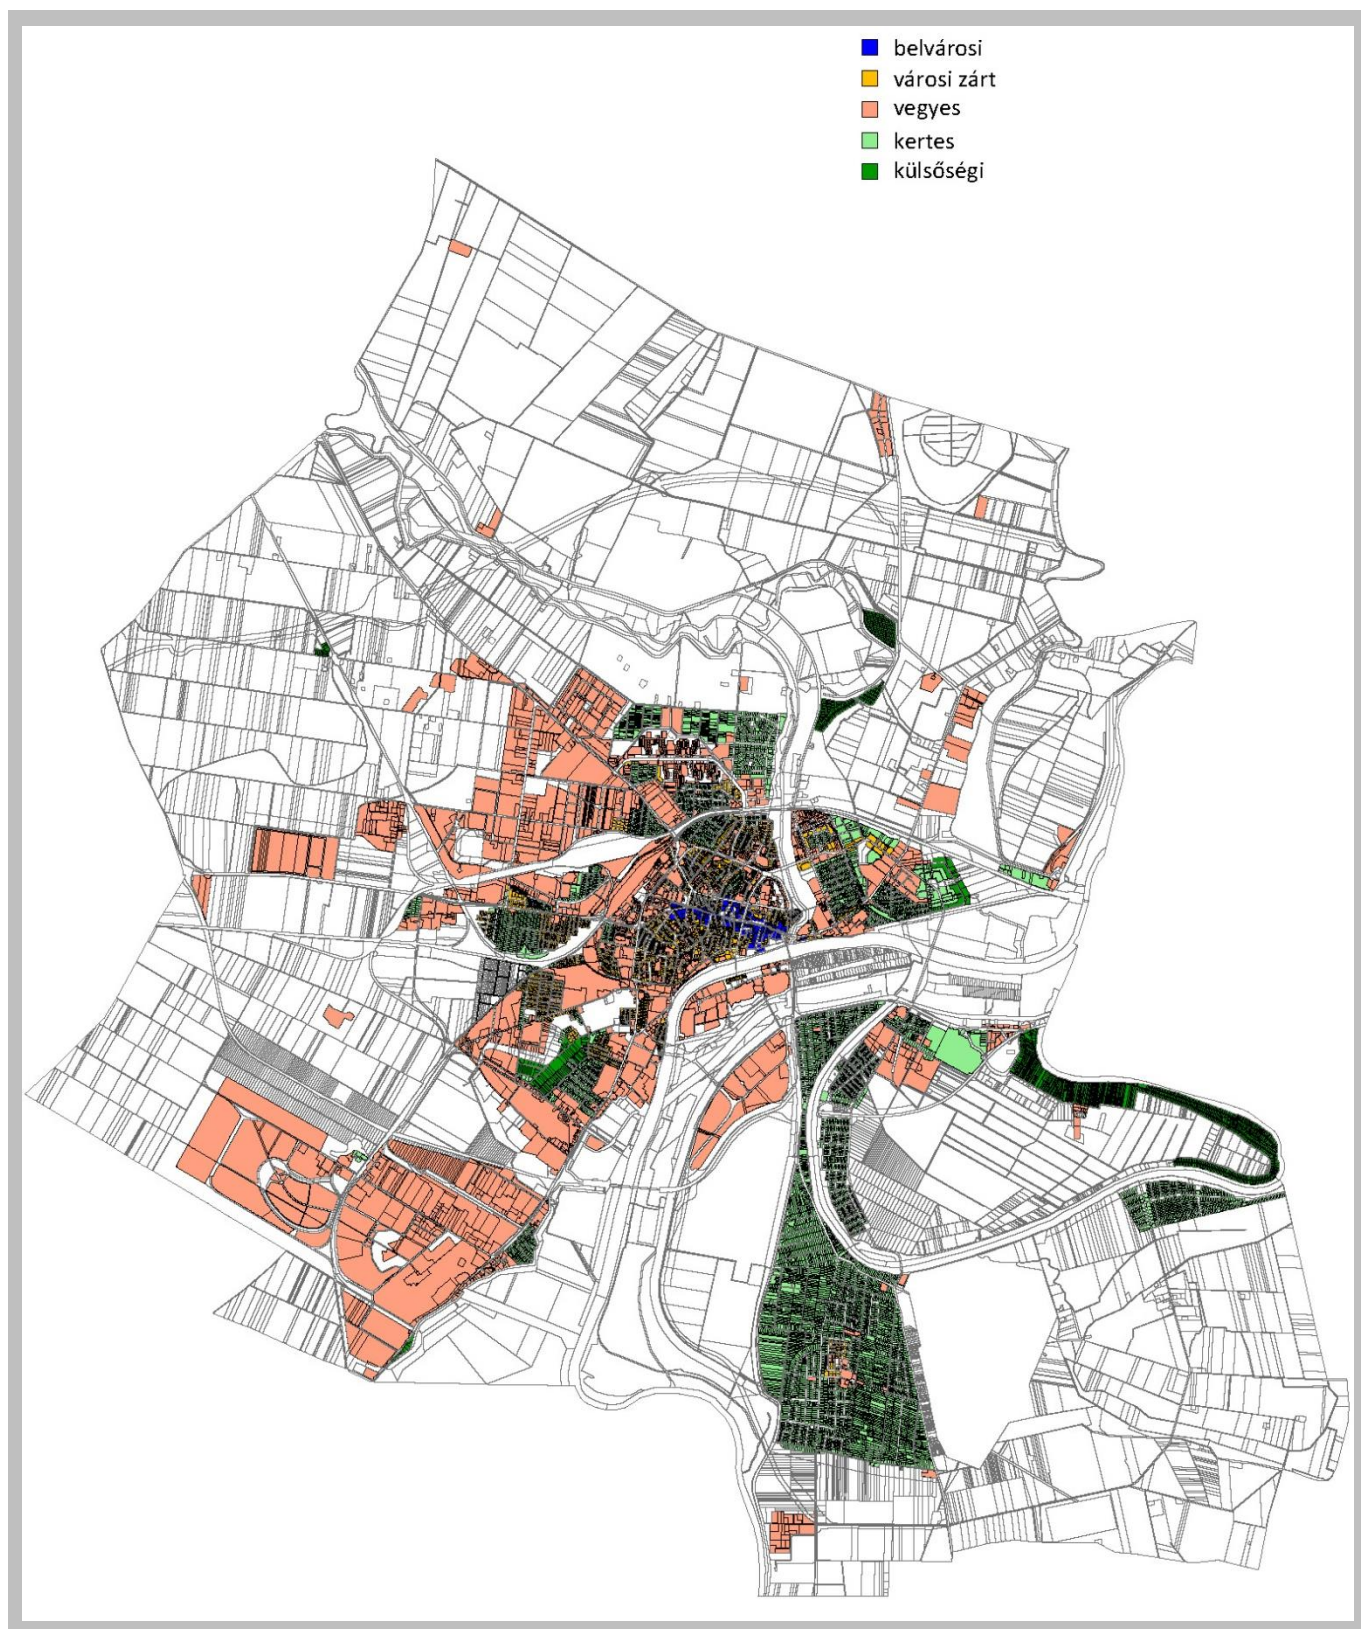 belvárosi
városi zárt
vegyes
kertes
külsőségi